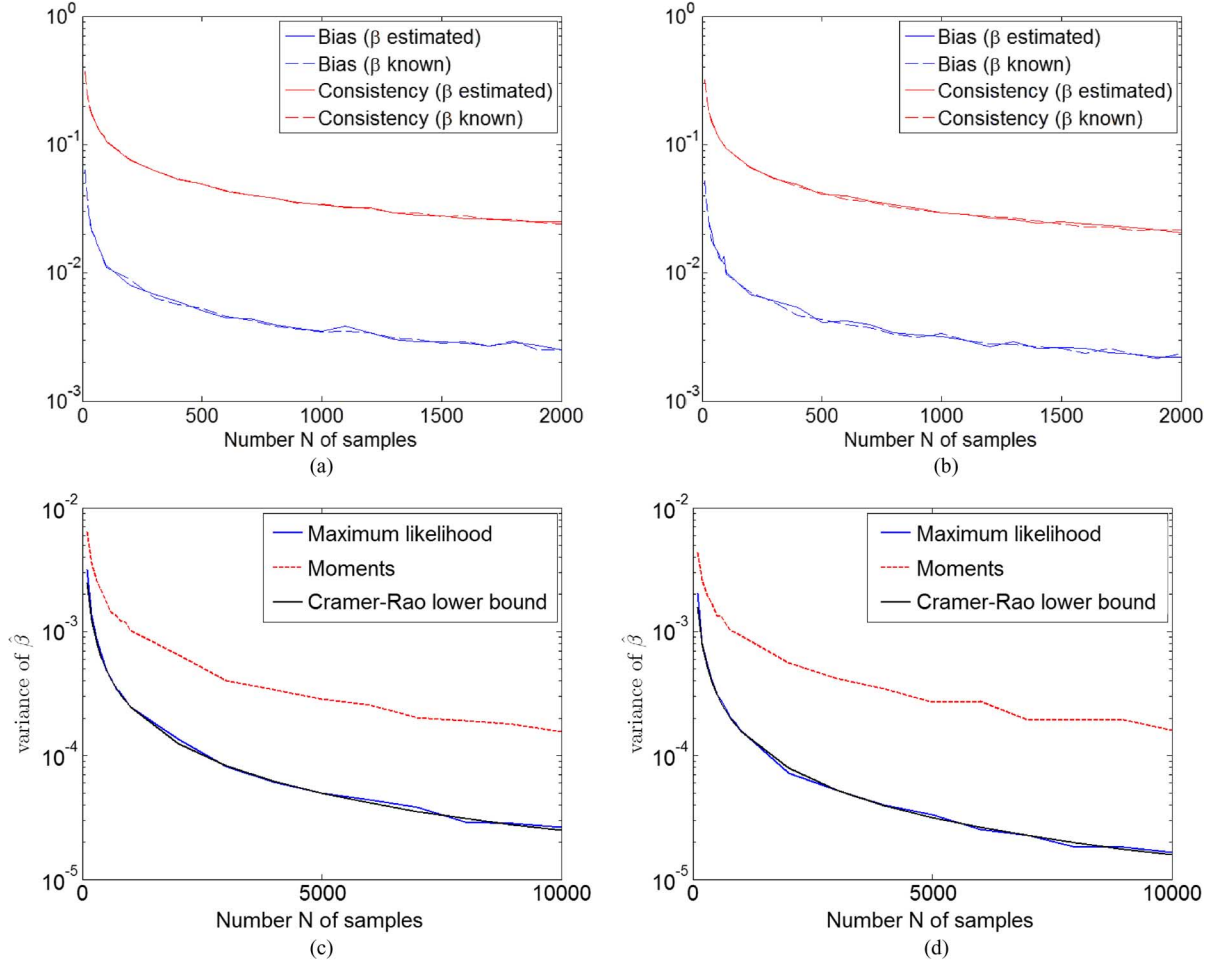 10^0
10^-1
10^-2
10^-3
Bias (β estimated)
Bias (β known)
Consistency (β estimated)
Consistency (β known)
0 500 1000 1500 2000
Number N of samples
(a)
10^0
10^-1
10^-2
10^-3
Bias (β estimated)
Bias (β known)
Consistency (β estimated)
Consistency (β known)
0 500 1000 1500 2000
Number N of samples
(b)
10^-2
10^-3
10^-4
10^-5
variance of β̂
Maximum likelihood
Moments
Cramer-Rao lower bound
0 5000 10000
Number N of samples
(c)
10^-2
10^-3
10^-4
10^-5
variance of β̂
Maximum likelihood
Moments
Cramer-Rao lower bound
0 5000 10000
Number N of samples
(d)